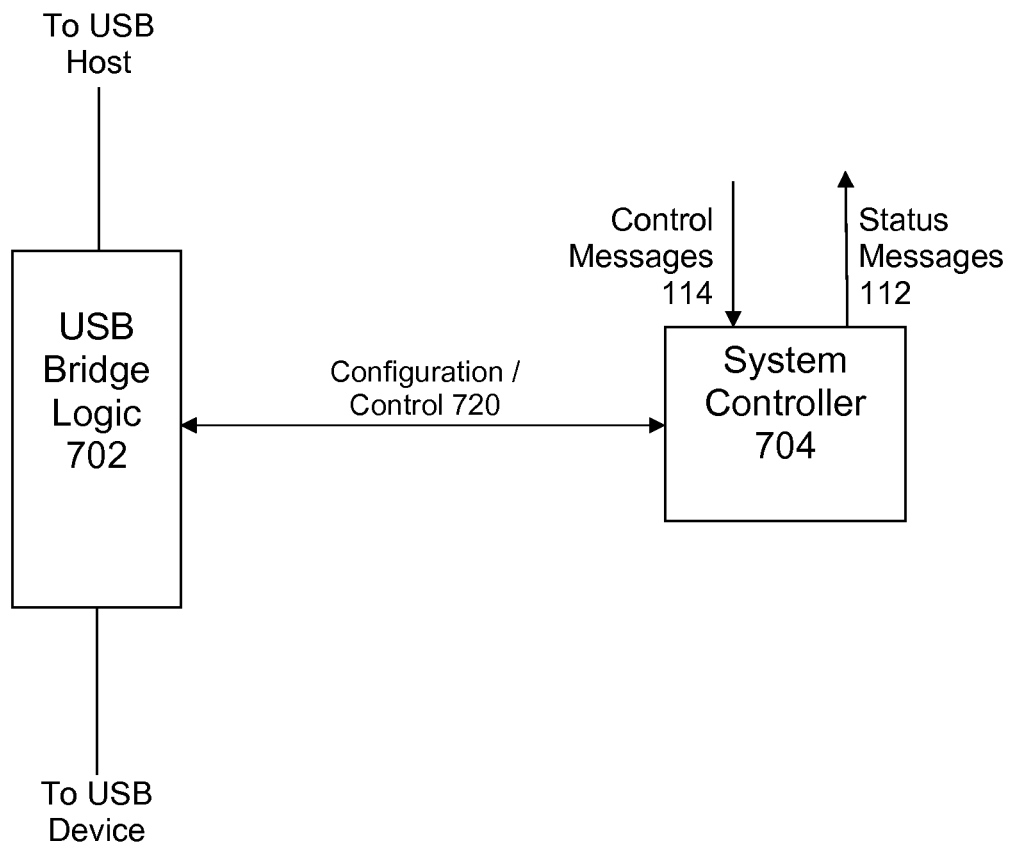 To USB
Host
Control
Messages
114
Status
Messages
112
USB
Bridge
Logic
702
Configuration /
Control 720
System
Controller
704
To USB
Device